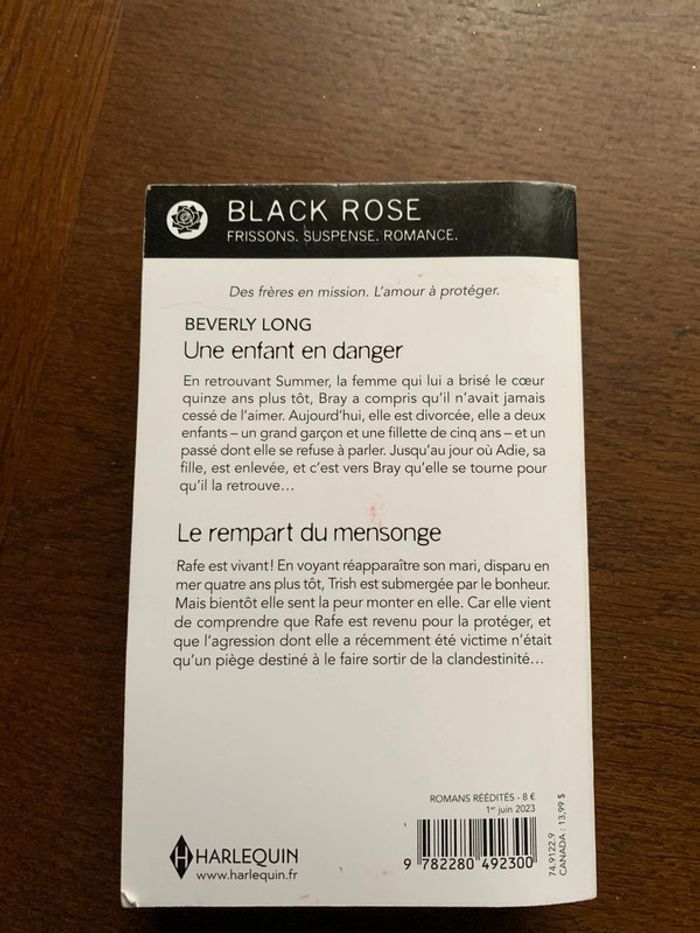 BLACK ROSE
FRISSONS. SUSPENSE. ROMANCE.
Des frères en mission. L'amour à protéger.
BEVERLY LONG
Une enfant en danger
En retrouvant Summer, la femme qui lui a brisé le cœur
quinze ans plus tôt, Bray a compris qu'il n'avait jamais
cessé de l'aimer. Aujourd'hui, elle est divorcée, elle a deux
enfants – un grand garçon et une fillette de cinq ans – et un
passé dont elle se refuse à parler. Jusqu'au jour où Adie, sa
fille, est enlevée, et c'est vers Bray qu'elle se tourne pour
qu'il la retrouve…
Le rempart du mensonge
Rafe est vivant ! En voyant réapparaître son mari, disparu en
mer quatre ans plus tôt, Trish est submergée par le bonheur.
Mais bientôt elle sent la peur monter en elle. Car elle vient
de comprendre que Rafe est revenu pour la protéger, et
que l'agression dont elle a récemment été victime n'était
qu'un piège destiné à le faire sortir de la clandestinité…
ROMANS RÉÉDITÉS - 8 €
1er juin 2023
9 782280 492300
74.9122.9
CANADA : 13,99 $
HARLEQUIN
www.harlequin.fr